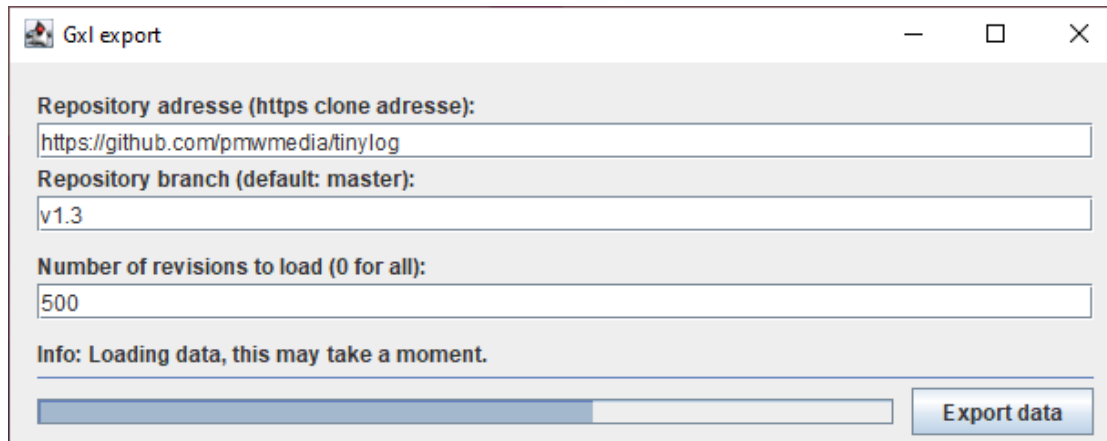 Gxl export
Repository adresse (https clone adresse):
https://github.com/pmwmedia/tinylog
Repository branch (default: master):
v1.3
Number of revisions to load (0 for all):
500
Info: Loading data, this may take a moment.
Export data